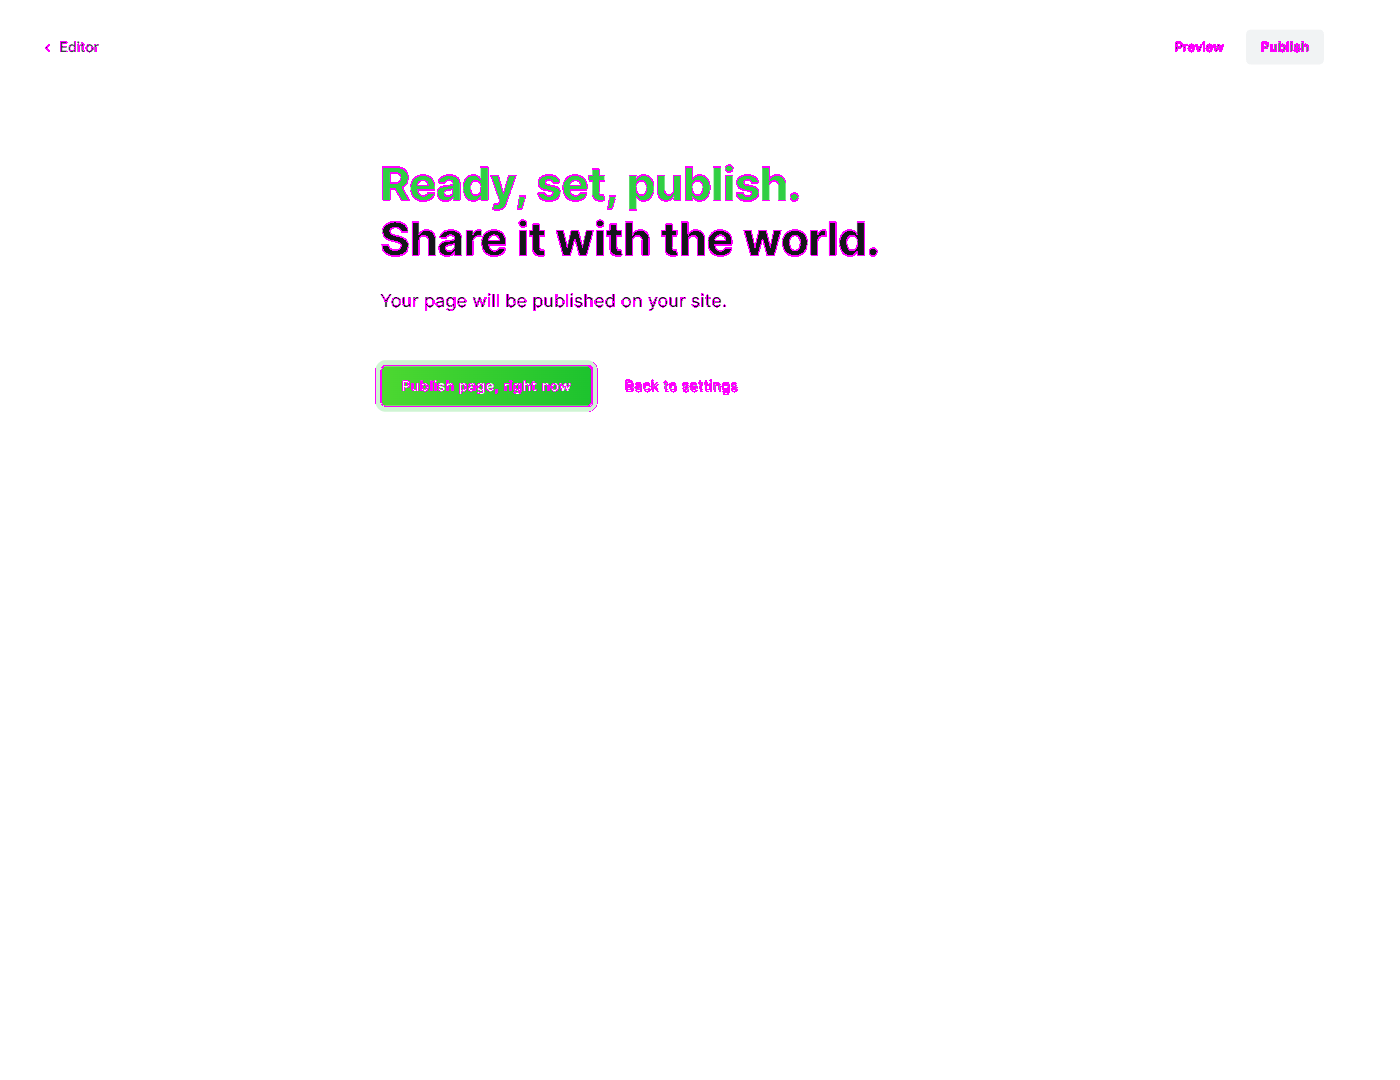 Editor
Preview
Publish
Ready, set, publish.
Share it with the world.
Your page will be published on your site.
Publish page, right now
Back to settings